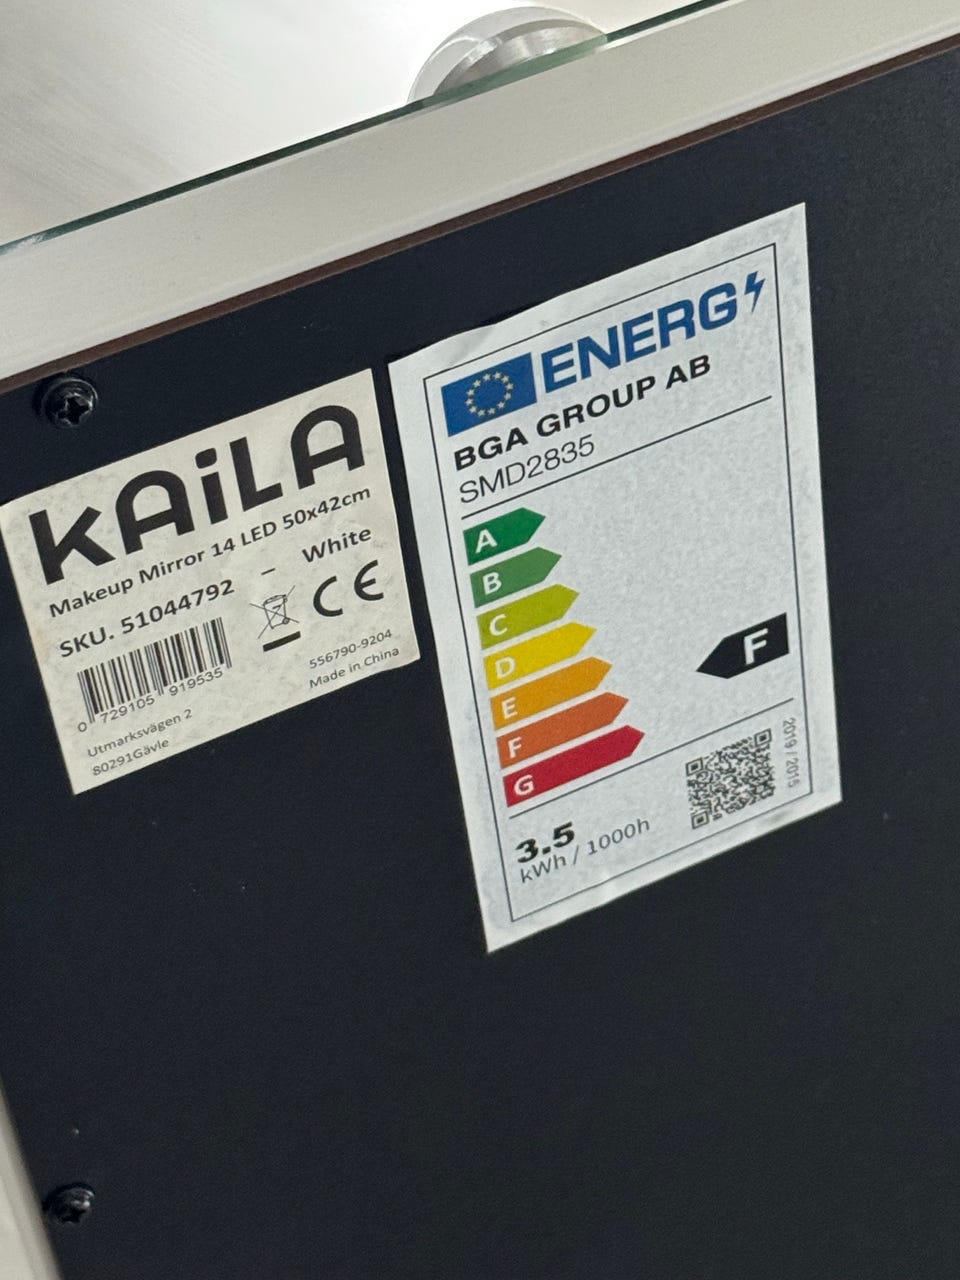 KAiLA
Makeup Mirror 14 LED 50x42cm
SKU. 51044792 – White
CE
0 729105 919535
556790-9204
Made in China
Utmarksvägen 2
80291Gävle
ENERG
BGA GROUP AB
SMD2835
A
B
C
D
E
F
G
F
2019 / 2015
3.5
kWh / 1000h